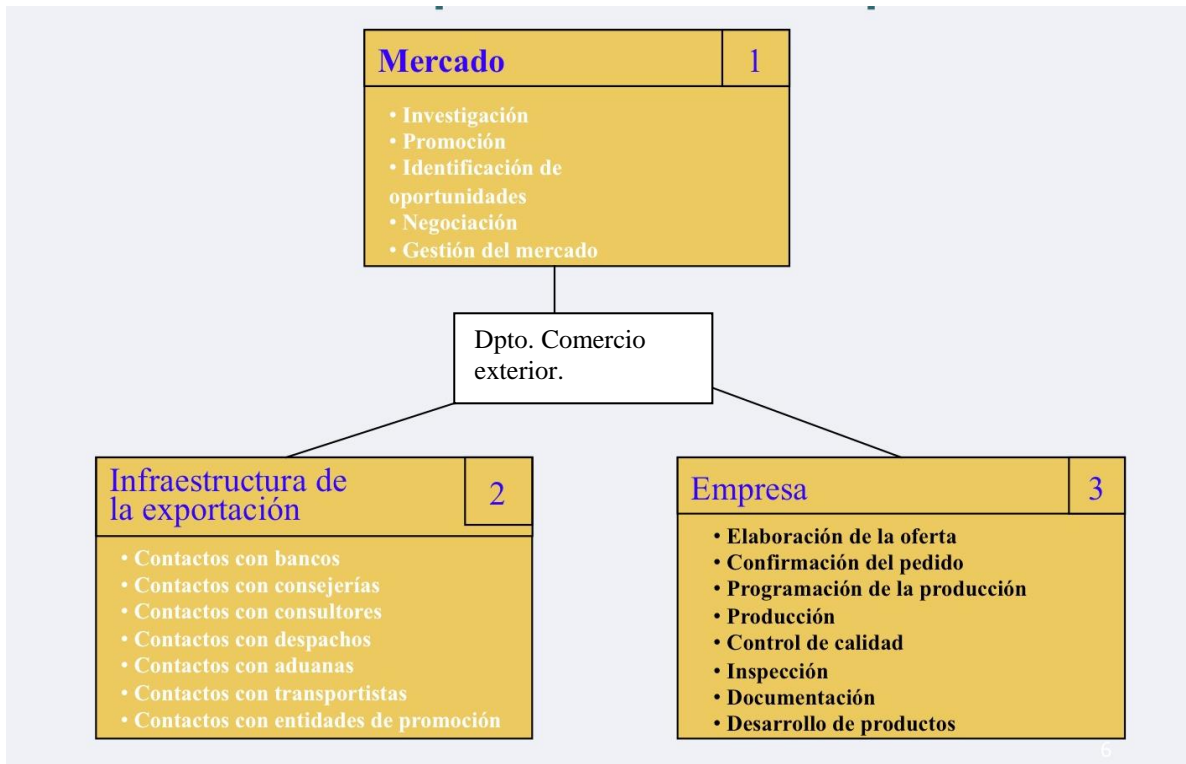 Mercado
1
• Investigación
• Promoción
• Identificación de
oportunidades
• Negociación
• Gestión del mercado
Dpto. Comercio
exterior.
Infraestructura de
la exportación
2
• Contactos con bancos
• Contactos con consejerías
• Contactos con consultores
• Contactos con despachos
• Contactos con aduanas
• Contactos con transportistas
• Contactos con entidades de promoción
Empresa
3
• Elaboración de la oferta
• Confirmación del pedido
• Programación de la producción
• Producción
• Control de calidad
• Inspección
• Documentación
• Desarrollo de productos
6